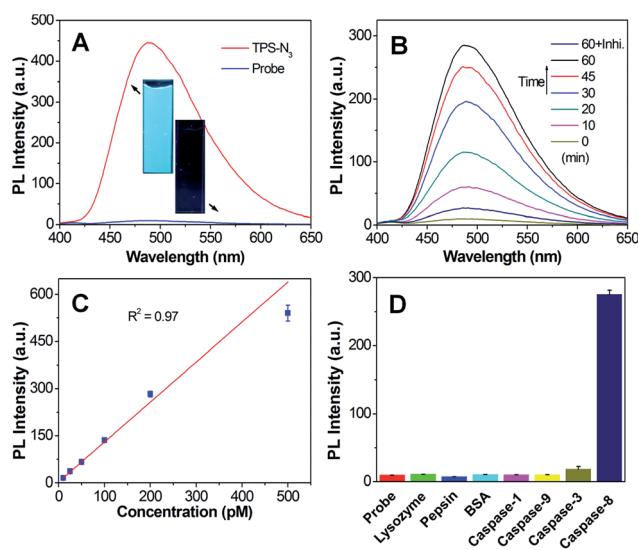 A
TPS-N₃
Probe
PL Intensity (a.u.)
500
400
300
200
100
0
400 450 500 550 600 650
Wavelength (nm)
B
60+Inhi.
60
45
30
20
10
0
(min)
Time
PL Intensity (a.u.)
300
250
200
150
100
50
0
400 450 500 550 600 650
Wavelength (nm)
C
R² = 0.97
PL Intensity (a.u.)
600
450
300
150
0
0 100 200 300 400 500
Concentration (pM)
D
PL Intensity (a.u.)
300
200
100
0
Probe
Lysozyme
Pepsin
BSA
Caspase-1
Caspase-9
Caspase-3
Caspase-8